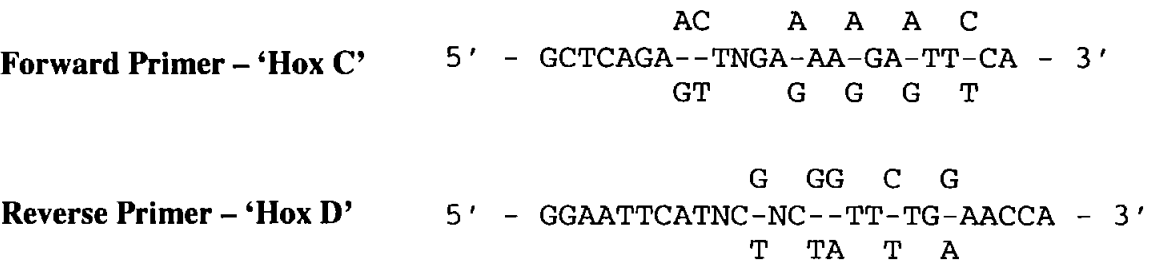 AC A A A C
Forward Primer – ‘Hox C’ 5′ - GCTCAGA--TNGA-AA-GA-TT-CA - 3′
GT G G G T
G GG C G
Reverse Primer – ‘Hox D’ 5′ - GGAATTCATNC-NC--TT-TG-AACCA - 3′
T TA T A